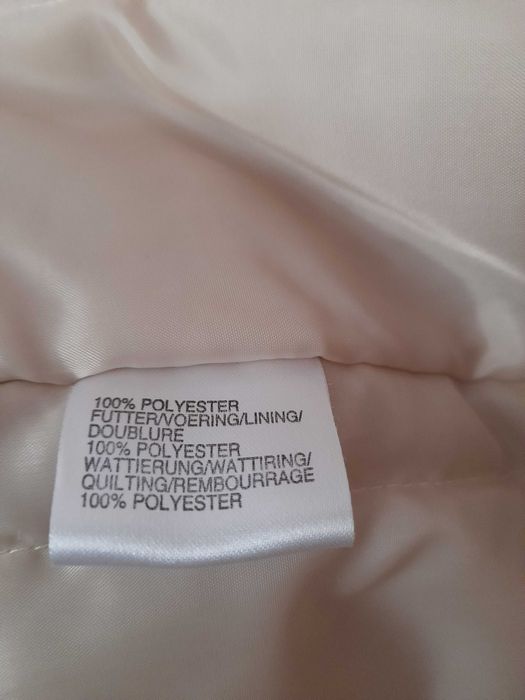 100% POLYESTER
FUTTER/VOERING/LINING/
DOUBLURE
100% POLYESTER
WATTIERUNG/WATTIRING/
QUILTING/REMBOURRAGE
100% POLYESTER